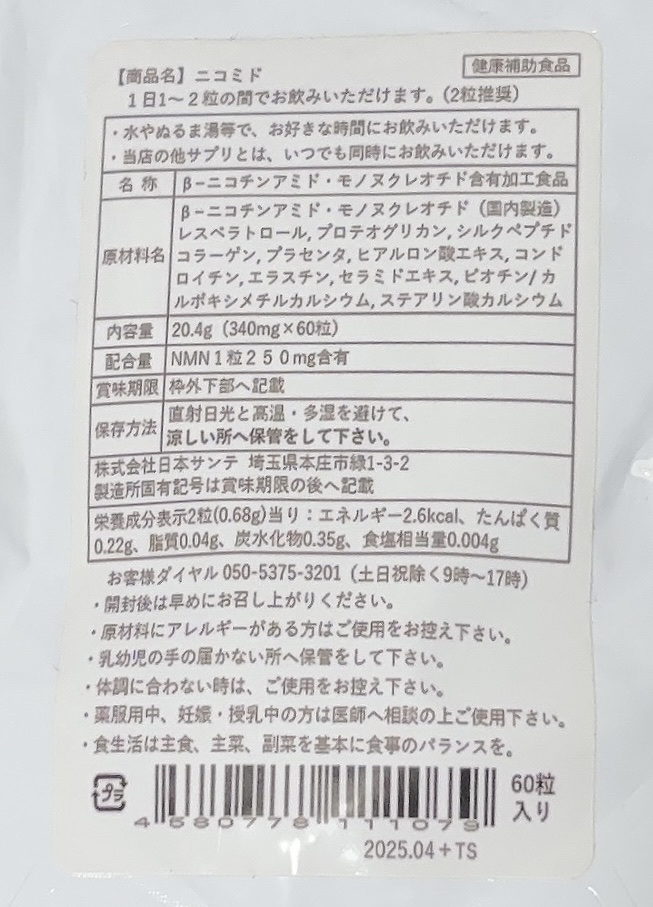 【商品名】ニコミド
健康補助食品
1日1～2粒の間でお飲みいただけます。(2粒推奨)
・水やぬるま湯等で、お好きな時間にお飲みいただけます。
・当店の他サプリとは、いつでも同時にお飲みいただけます。
名 称 β-ニコチンアミド・モノヌクレオチド含有加工食品
原材料名
β-ニコチンアミド・モノヌクレオチド（国内製造）
レスベラトロール, プロテオグリカン, シルクペプチド
コラーゲン, プラセンタ, ヒアルロン酸エキス, コンド
ロイチン, エラスチン, セラミドエキス, ビオチン/ カ
ルボキシメチルカルシウム, ステアリン酸カルシウム
内容量 20.4g（340mg×60粒）
配合量 NMN１粒２５０mg含有
賞味期限 枠外下部へ記載
保存方法
直射日光と高温・多湿を避けて、
涼しい所へ保管をして下さい。
株式会社日本サンテ 埼玉県本庄市緑1-3-2
製造所固有記号は賞味期限の後へ記載
栄養成分表示2粒(0.68g)当り：エネルギー2.6kcal、たんぱく質
0.22g、脂質0.04g、炭水化物0.35g、食塩相当量0.004g
お客様ダイヤル 050-5375-3201（土日祝除く9時～17時）
・開封後は早めにお召し上がりください。
・原材料にアレルギーがある方はご使用をお控え下さい。
・乳幼児の手の届かない所へ保管をして下さい。
・体調に合わない時は、ご使用をお控え下さい。
・薬服用中、妊娠・授乳中の方は医師へ相談の上ご使用下さい。
・食生活は主食、主菜、副菜を基本に食事のバランスを。
プラ
4580778111079
60粒
入り
2025.04+TS